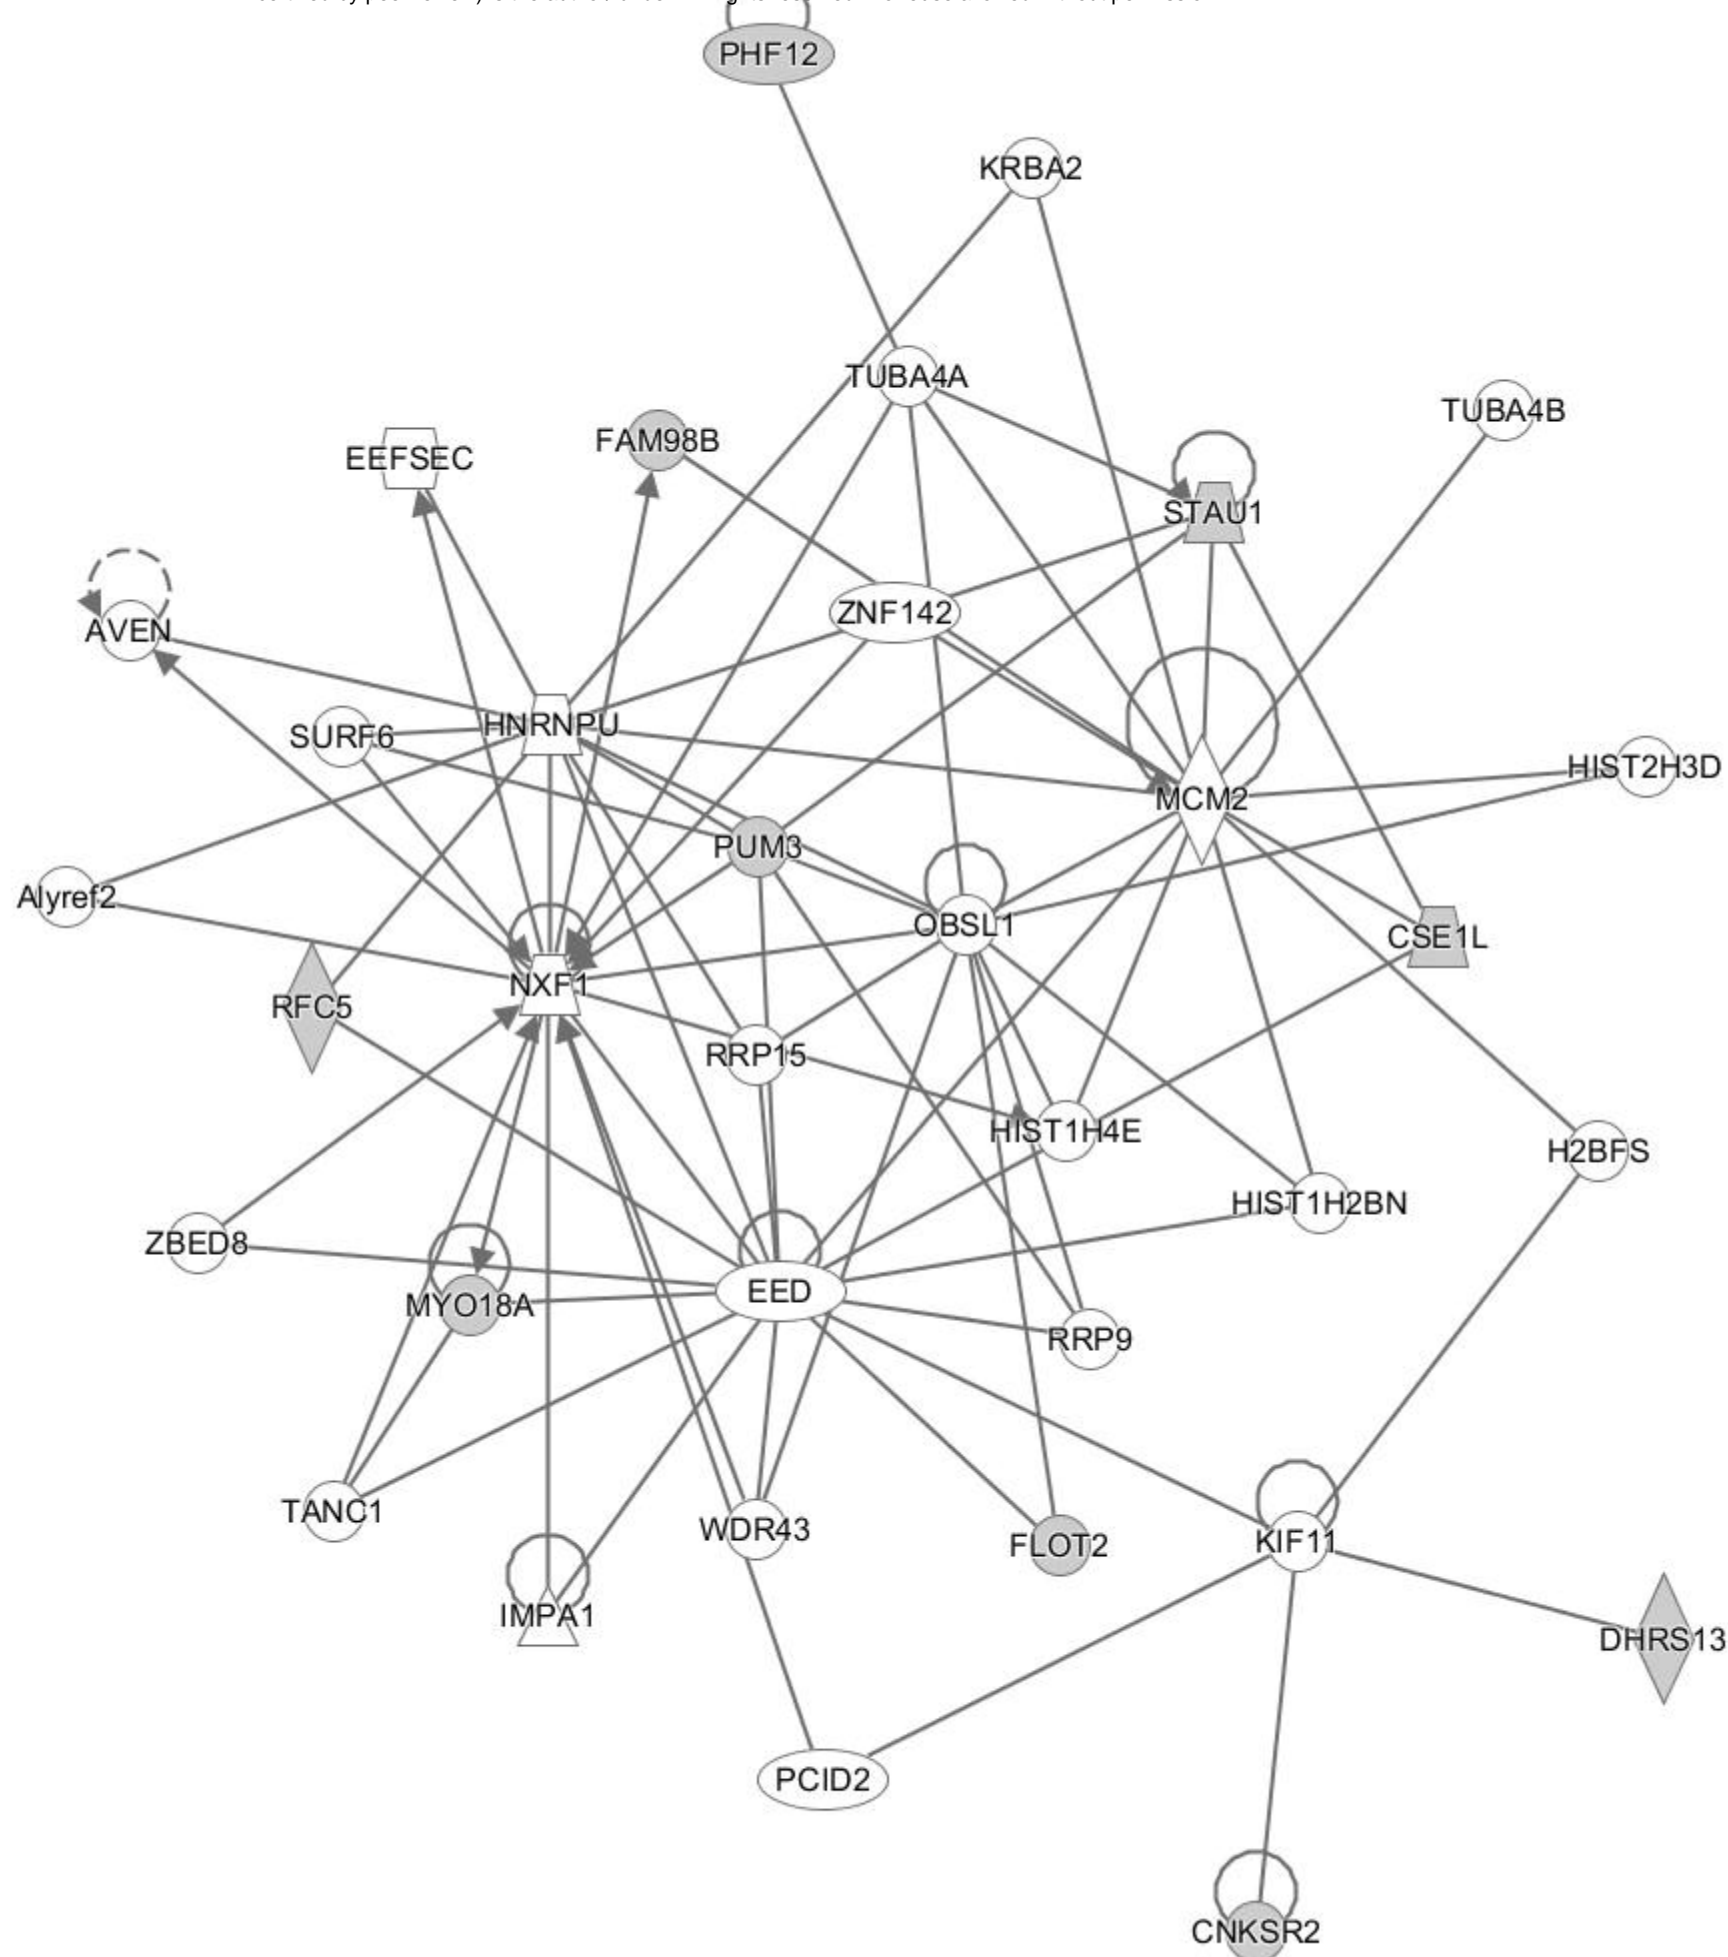 PHF12
KRBA2
TUBA4A
TUBA4B
FAM98B
EEFSEC
STAU1
ZNF142
AVEN
HNRNPU
SURF6
HIST2H3D
MCM2
PUM3
Alyref2
OBSL1
CSE1L
NXF1
RFC5
RRP15
HIST1H4E
H2BFS
HIST1H2BN
ZBED8
EED
MYO18A
RRP9
TANC1
WDR43
KIF11
FLOT2
IMPA1
DHRS13
PCID2
CNKSR2